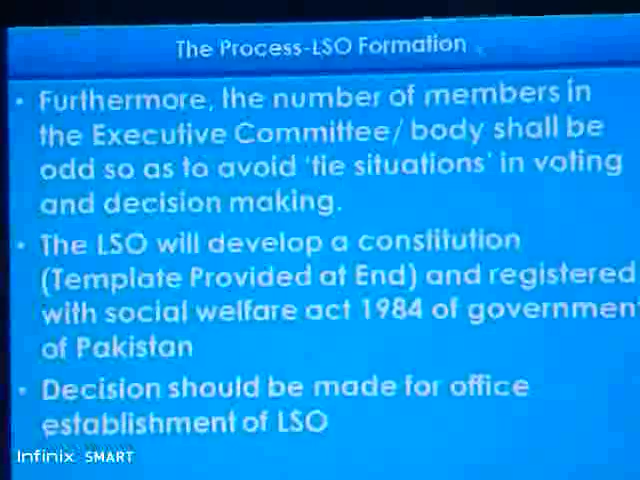 The Process-LSO Formation
• Furthermore, the number of members in
the Executive Committee/ body shall be
odd so as to avoid 'tie situations' in voting
and decision making.
• The LSO will develop a constitution
(Template Provided at End) and registered
with social welfare act 1984 of government
of Pakistan
• Decision should be made for office
establishment of LSO
Infinix SMART